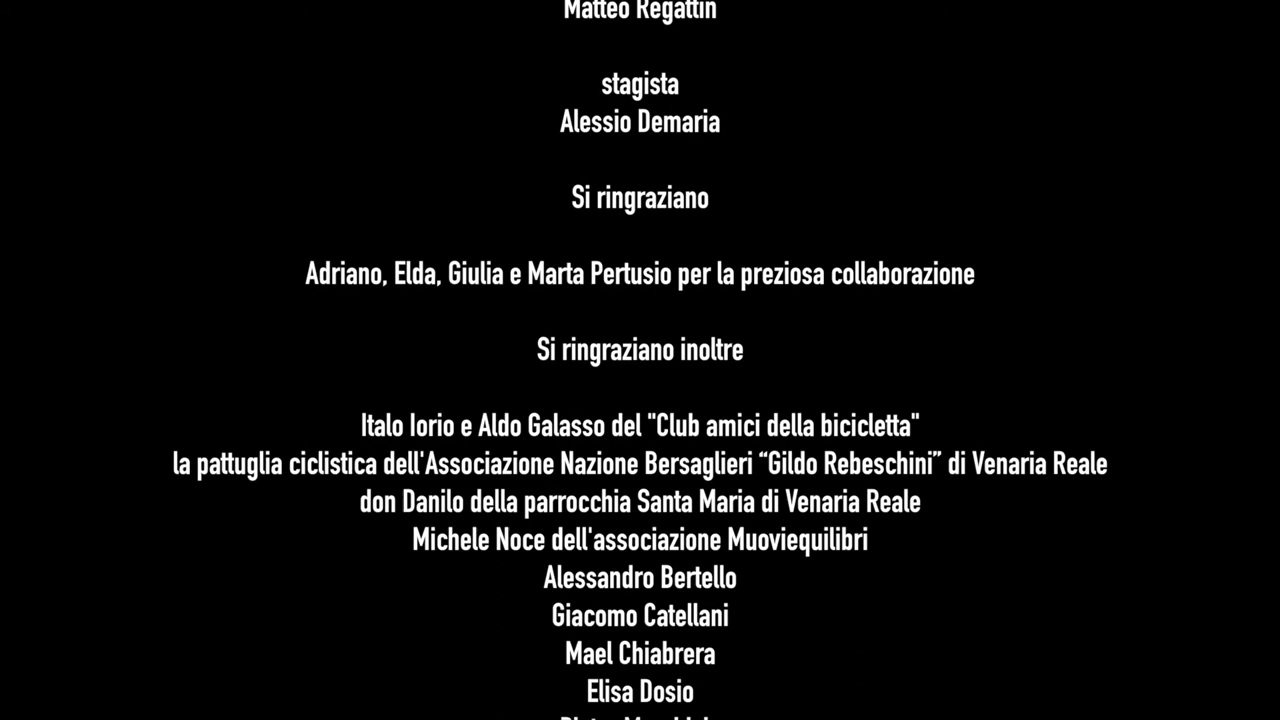 Matteo Regattin
stagista
Alessio Demaria
Si ringraziano
Adriano, Elda, Giulia e Marta Pertusio per la preziosa collaborazione
Si ringraziano inoltre
Italo Iorio e Aldo Galasso del "Club amici della bicicletta"
la pattuglia ciclistica dell'Associazione Nazione Bersaglieri “Gildo Rebeschini” di Venaria Reale
don Danilo della parrocchia Santa Maria di Venaria Reale
Michele Noce dell'associazione Muoviequilibri
Alessandro Bertello
Giacomo Catellani
Mael Chiabrera
Elisa Dosio